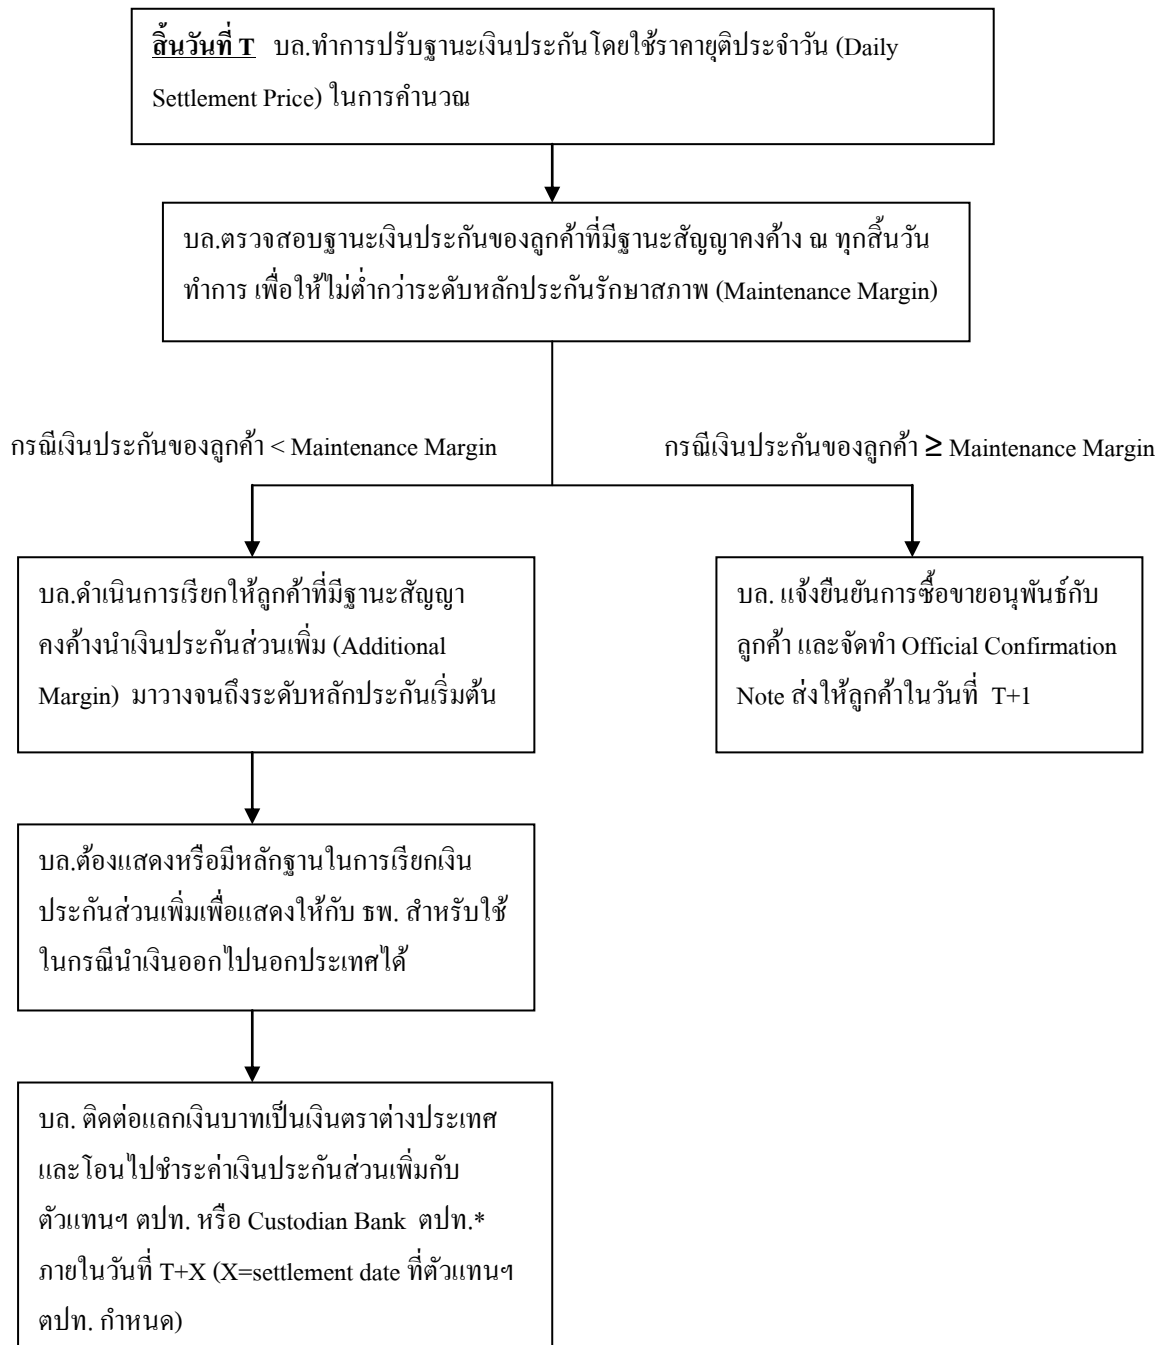 สิ้นวันที่ T บล.ทำการปรับฐานะเงินประกันโดยใช้ราคายุติประจำวัน (Daily
Settlement Price) ในการคำนวณ
บล.ตรวจสอบฐานะเงินประกันของลูกค้าที่มีฐานะสัญญาคงค้าง ณ ทุกสิ้นวัน
ทำการ เพื่อให้ไม่ต่ำกว่าระดับหลักประกันรักษาสภาพ (Maintenance Margin)
กรณีเงินประกันของลูกค้า < Maintenance Margin
กรณีเงินประกันของลูกค้า ≥ Maintenance Margin
บล.ดำเนินการเรียกให้ลูกค้าที่มีฐานะสัญญา
คงค้างนำเงินประกันส่วนเพิ่ม (Additional
Margin) มาวางจนถึงระดับหลักประกันเริ่มต้น
บล. แจ้งยืนยันการซื้อขายอนุพันธ์กับ
ลูกค้า และจัดทำ Official Confirmation
Note ส่งให้ลูกค้าในวันที่ T+1
บล.ต้องแสดงหรือมีหลักฐานในการเรียกเงิน
ประกันส่วนเพิ่มเพื่อแสดงให้กับ ธพ. สำหรับใช้
ในกรณีนำเงินออกไปนอกประเทศได้
บล. ติดต่อแลกเงินบาทเป็นเงินตราต่างประเทศ
และโอนไปชำระค่าเงินประกันส่วนเพิ่มกับ
ตัวแทนฯ ตปท. หรือ Custodian Bank ตปท.*
ภายในวันที่ T+X (X=settlement date ที่ตัวแทนฯ
ตปท. กำหนด)